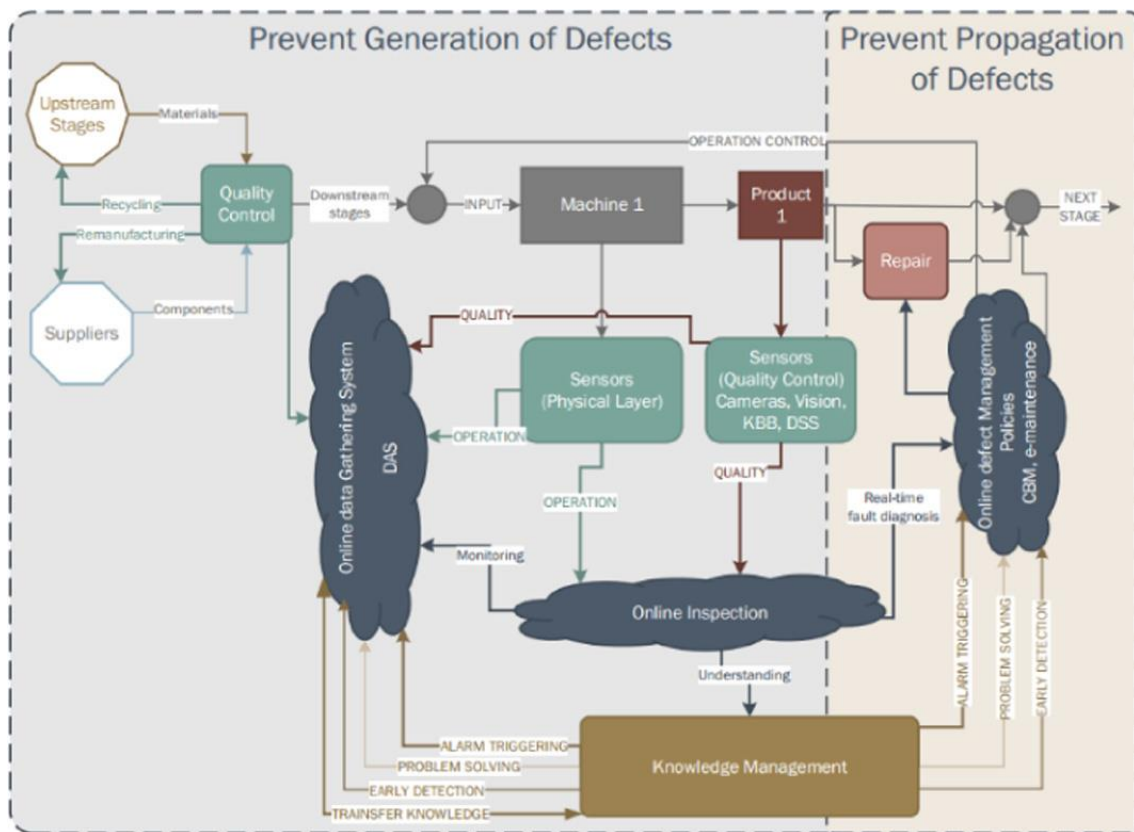 Prevent Generation of Defects
Prevent Propagation
of Defects
Upstream
Stages
Materials
OPERATION CONTROL
Quality
Control
Recycling
Remanufacturing
Downstream
stages
INPUT
Machine 1
Product
1
NEXT
STAGE
Repair
Suppliers
Components
QUALITY
Sensors
(Physical Layer)
Sensors
(Quality Control)
Cameras, Vision,
KBB, DSS
Online data Gathering System
DAS
OPERATION
OPERATION
QUALITY
Online defect Management
Policies
CBM, e-maintenance
Real-time
fault diagnosis
Monitoring
Online Inspection
Understanding
ALARM TRIGGERING
PROBLEM SOLVING
EARLY DETECTION
Knowledge Management
ALARM TRIGGERING
PROBLEM SOLVING
EARLY DETECTION
TRANSFER KNOWLEDGE